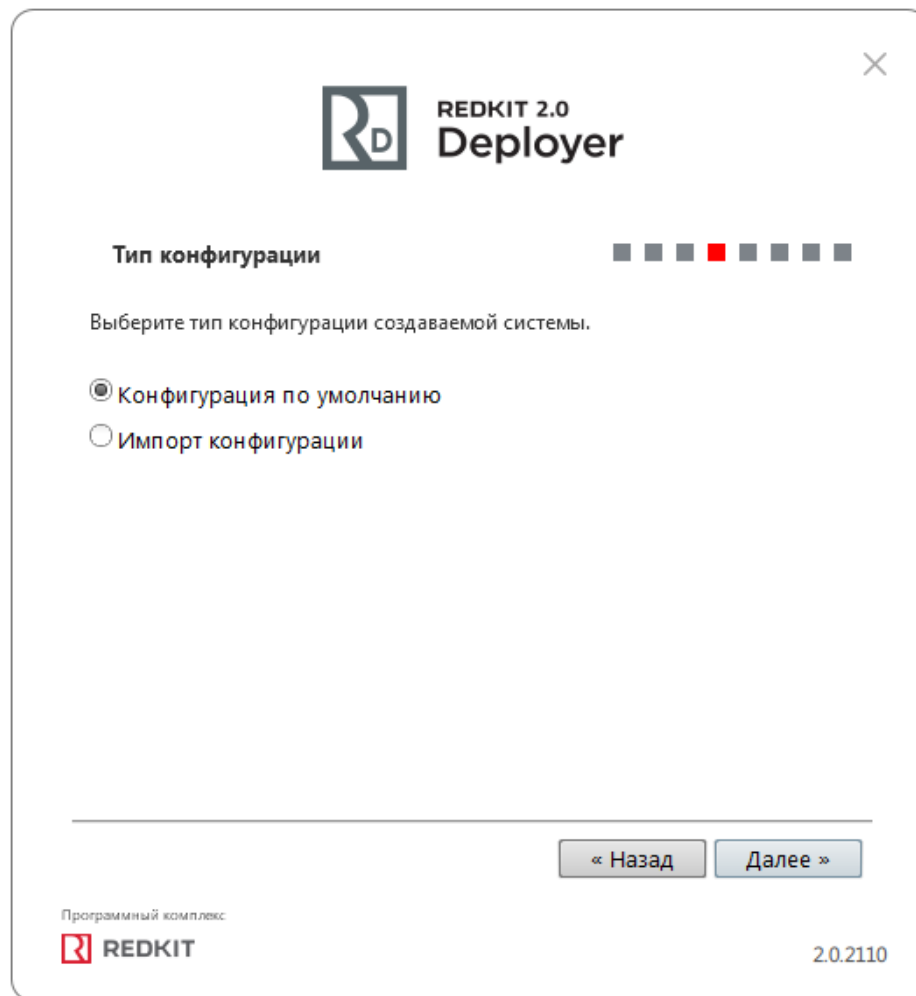 RD
REDKIT 2.0
Deployer
Тип конфигурации
Выберите тип конфигурации создаваемой системы.
Конфигурация по умолчанию
Импорт конфигурации
« Назад
Далее »
Программный комплекс
REDKIT
2.0.2110